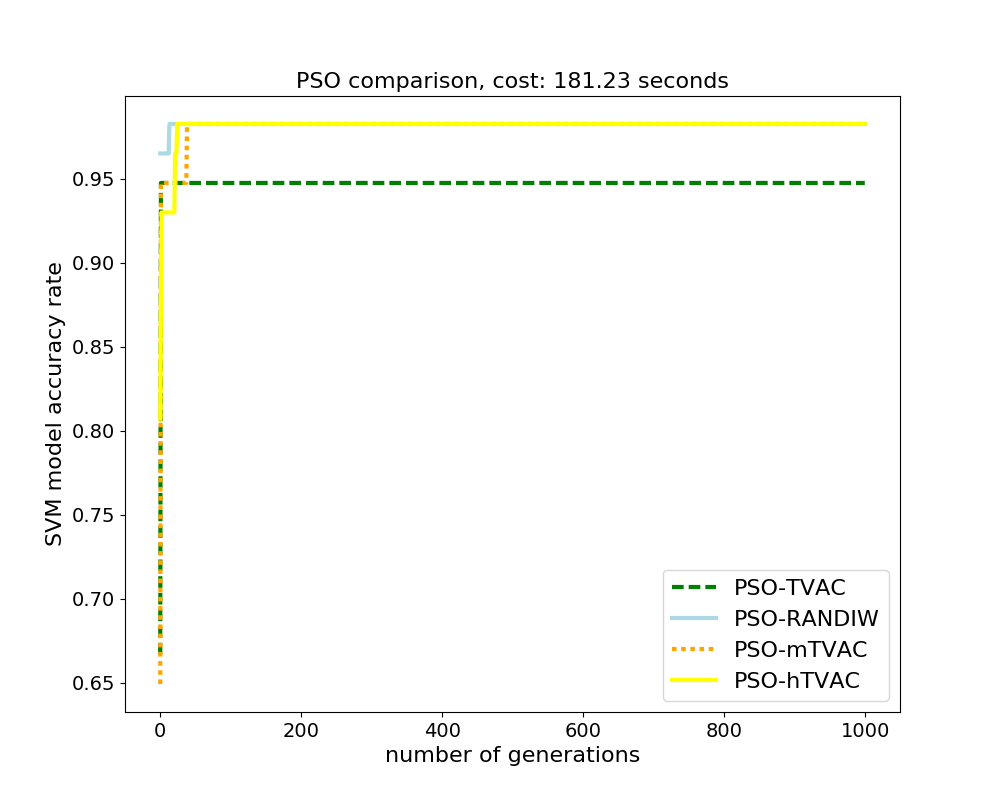 PSO comparison, cost: 181.23 seconds
SVM model accuracy rate
0.95
0.90
0.85
0.80
0.75
0.70
0.65
0
200
400
600
800
1000
number of generations
PSO-TVAC
PSO-RANDIW
PSO-mTVAC
PSO-hTVAC